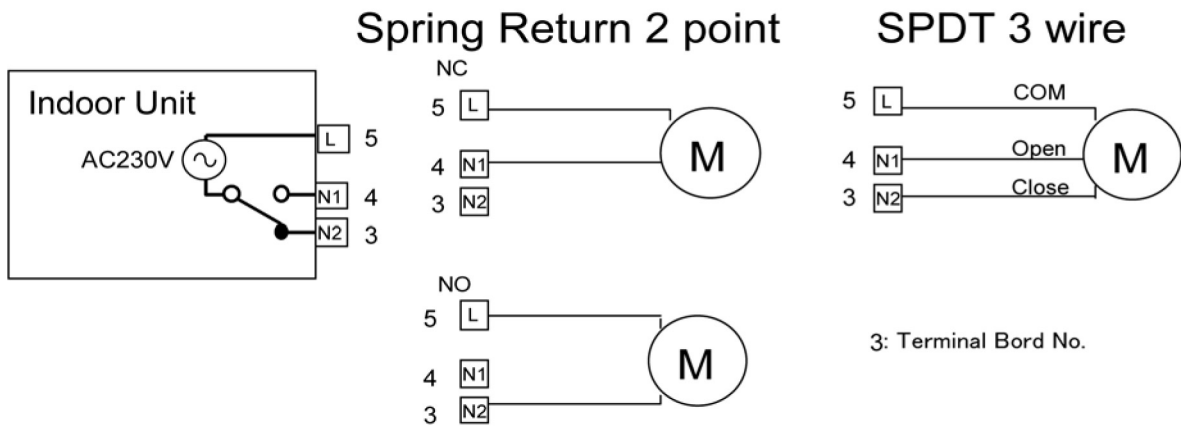 Spring Return 2 point
SPDT 3 wire
Indoor Unit
AC230V
L 5
N1 4
N2 3
NC
5 L
4 N1
3 N2
M
NO
5 L
4 N1
3 N2
M
5 L COM
4 N1 Open
3 N2 Close
M
3: Terminal Bord No.